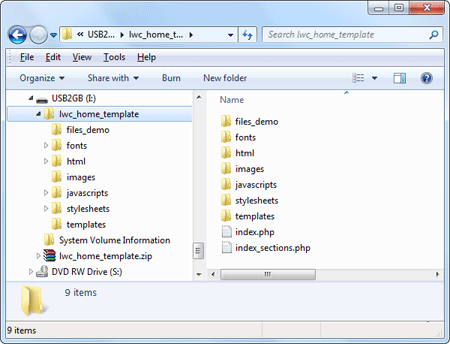 « USB2... ▸ lwc_home_t... ▸
Search lwc_home_template
File Edit View Tools Help
Organize Share with Burn New folder
USB2GB (I:)
lwc_home_template
files_demo
fonts
html
images
javascripts
stylesheets
templates
System Volume Information
lwc_home_template.zip
DVD RW Drive (S:)
Name
files_demo
fonts
html
images
javascripts
stylesheets
templates
index.php
index_sections.php
9 items
9 items